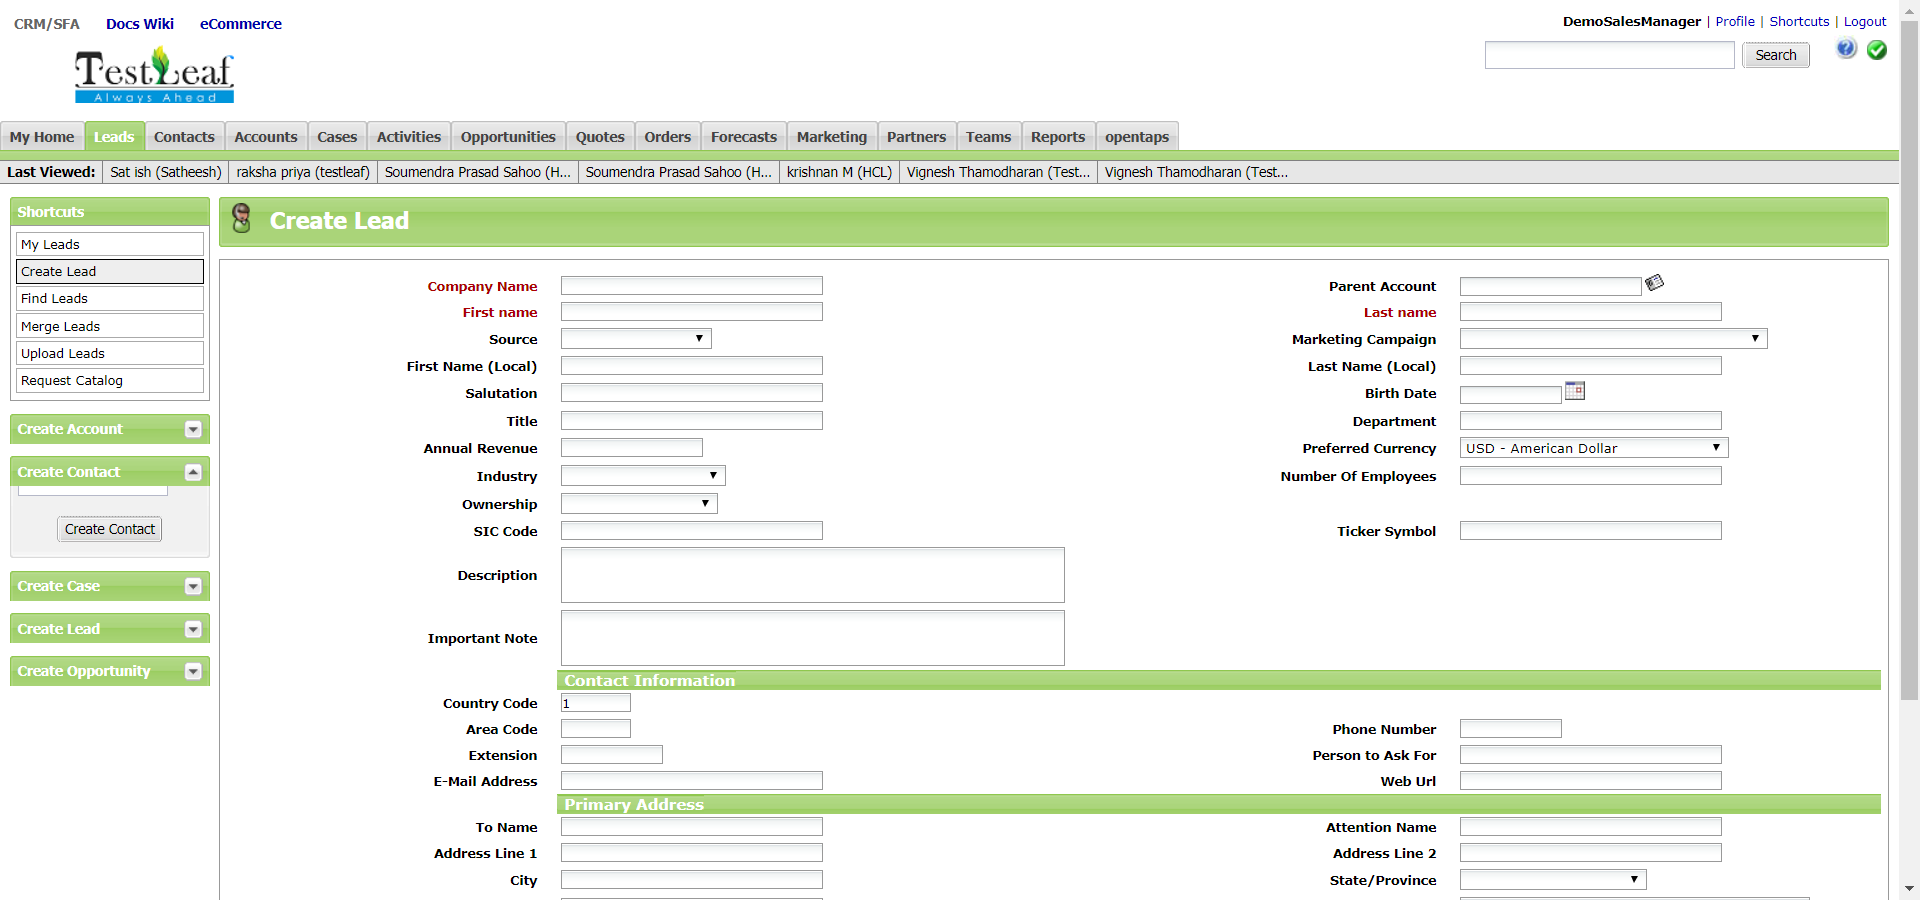 CRM/SFA Docs Wiki eCommerce
DemoSalesManager | Profile | Shortcuts | Logout
TestLeaf
Always Ahead
Search
My Home Leads Contacts Accounts Cases Activities Opportunities Quotes Orders Forecasts Marketing Partners Teams Reports opentaps
Last Viewed: Sat ish (Satheesh) raksha priya (testleaf) Soumendra Prasad Sahoo (H... Soumendra Prasad Sahoo (H... krishnan M (HCL) Vignesh Thamodharan (Test... Vignesh Thamodharan (Test...
Shortcuts
My Leads
Create Lead
Find Leads
Merge Leads
Upload Leads
Request Catalog
Create Account
Create Contact
Create Contact
Create Case
Create Lead
Create Opportunity
Create Lead
Company Name Parent Account
First name Last name
Source Marketing Campaign
First Name (Local) Last Name (Local)
Salutation Birth Date
Title Department
Annual Revenue Preferred Currency USD - American Dollar
Industry Number Of Employees
Ownership
SIC Code Ticker Symbol
Description
Important Note
Contact Information
Country Code 1
Area Code Phone Number
Extension Person to Ask For
E-Mail Address Web Url
Primary Address
To Name Attention Name
Address Line 1 Address Line 2
City State/Province